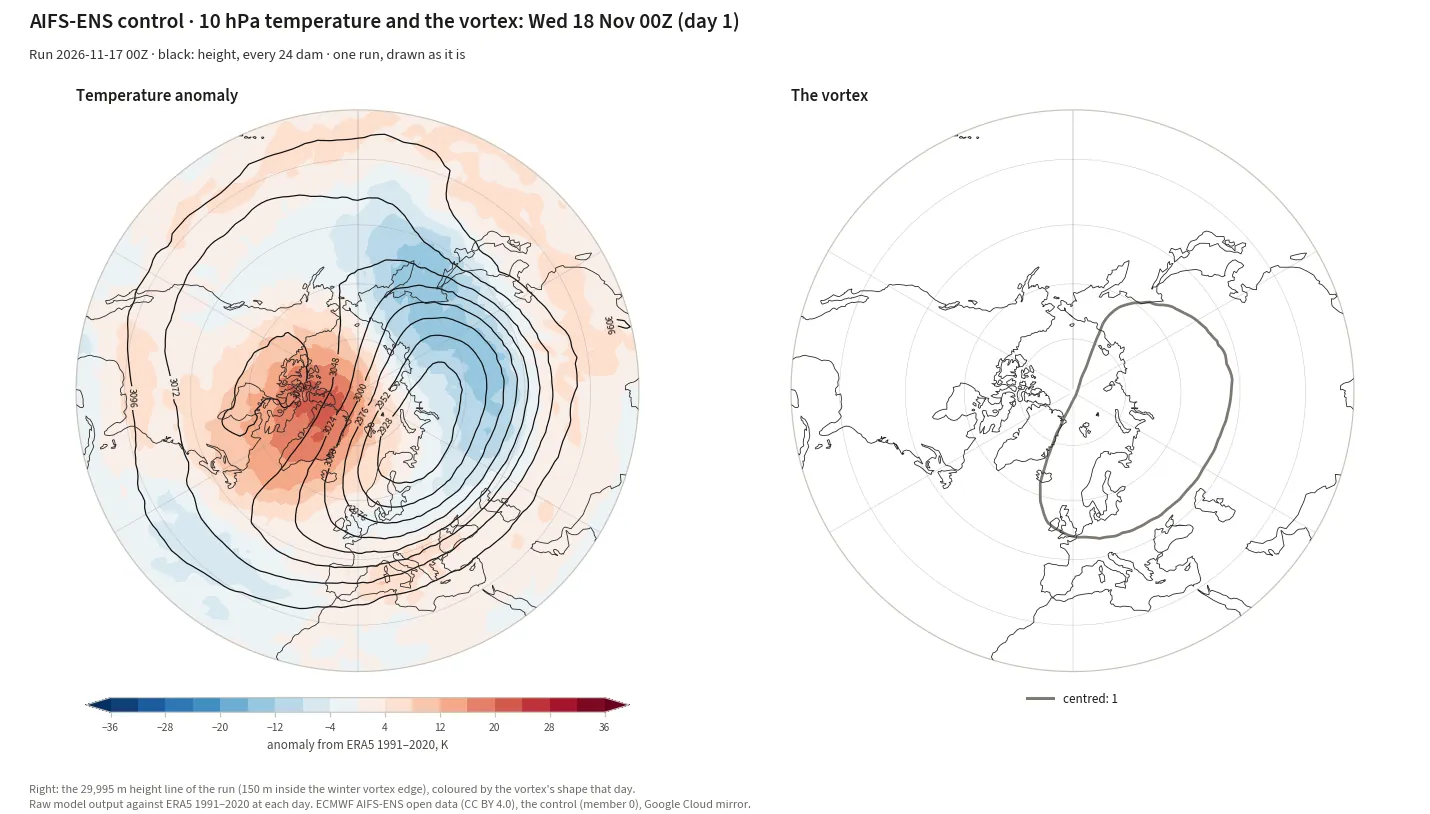 AIFS-ENS control · 10 hPa temperature and the vortex: Wed 18 Nov 00Z (day 1)
Run 2026-11-17 00Z · black: height, every 24 dam · one run, drawn as it is
Temperature anomaly
The vortex
3096
3096
3072
3048
3000
2976
2952
2928
3024
2976
−36 −28 −20 −12 −4 4 12 20 28 36
anomaly from ERA5 1991–2020, K
centred: 1
Right: the 29,995 m height line of the run (150 m inside the winter vortex edge), coloured by the vortex's shape that day.
Raw model output against ERA5 1991–2020 at each day. ECMWF AIFS-ENS open data (CC BY 4.0), the control (member 0), Google Cloud mirror.